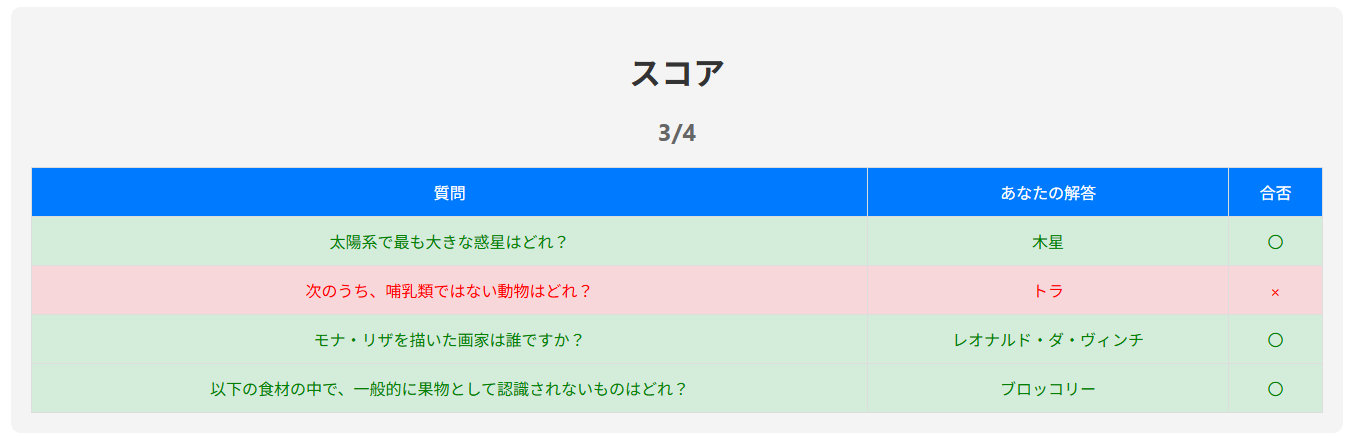 スコア
3/4
質問 あなたの解答 合否
太陽系で最も大きな惑星はどれ？ 木星 〇
次のうち、哺乳類ではない動物はどれ？ トラ ×
モナ・リザを描いた画家は誰ですか？ レオナルド・ダ・ヴィンチ 〇
以下の食材の中で、一般的に果物として認識されないものはどれ？ ブロッコリー 〇